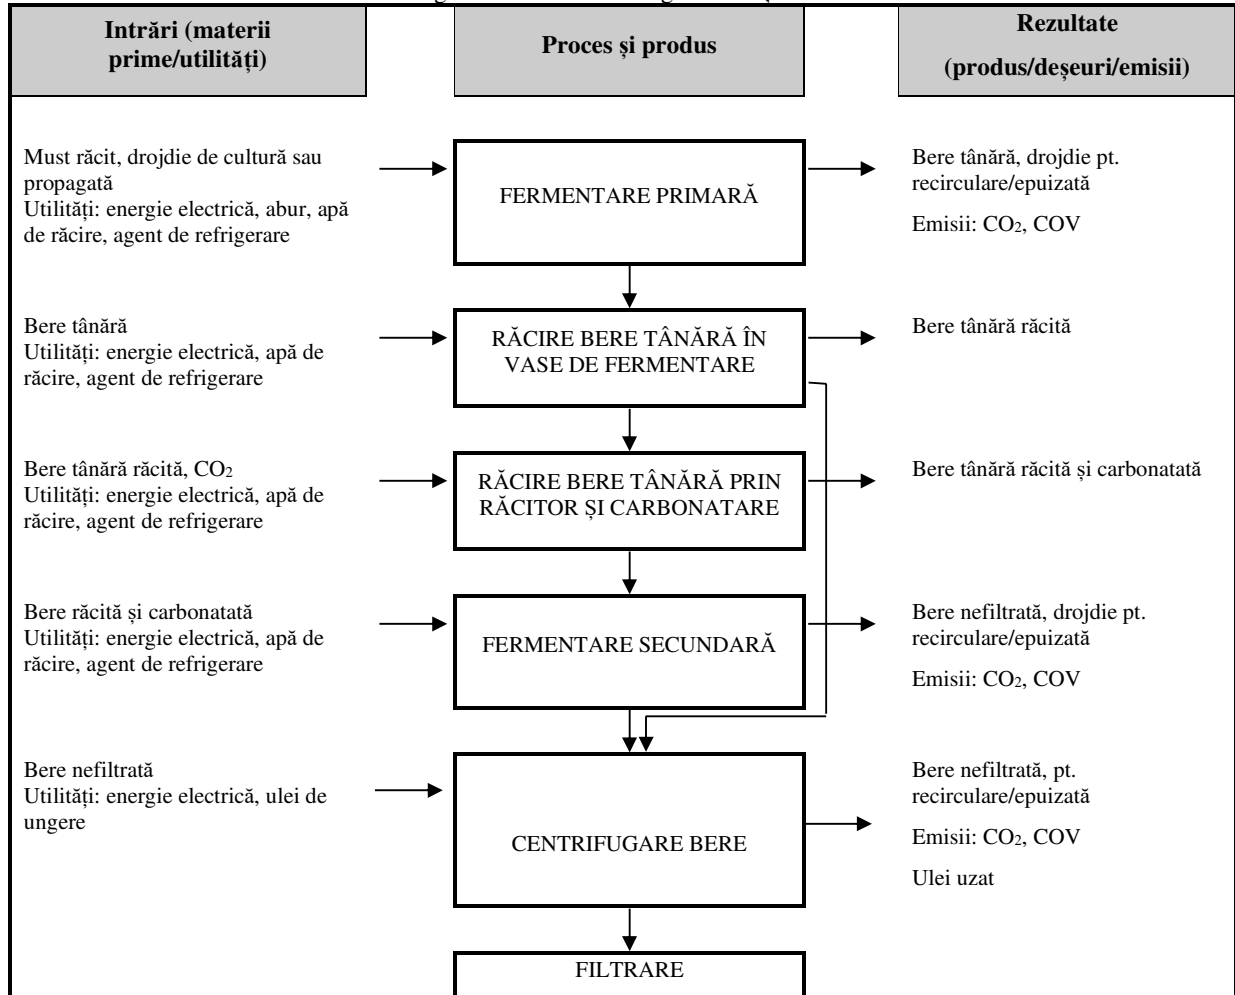 Intrări (materii
prime/utilități)
Proces și produs
Rezultate
(produs/deșeuri/emisii)
Must răcit, drojdie de cultură sau
propagată
Utilități: energie electrică, abur, apă
de răcire, agent de refrigerare
FERMENTARE PRIMARĂ
Bere tânără, drojdie pt.
recirculare/epuizată
Emisii: CO2, COV
Bere tânără
Utilități: energie electrică, apă de
răcire, agent de refrigerare
RĂCIRE BERE TÂNĂRĂ ÎN
VASE DE FERMENTARE
Bere tânără răcită
Bere tânără răcită, CO2
Utilități: energie electrică, apă de
răcire, agent de refrigerare
RĂCIRE BERE TÂNĂRĂ PRIN
RĂCITOR ȘI CARBONATARE
Bere tânără răcită și carbonatată
Bere răcită și carbonatată
Utilități: energie electrică, apă de
răcire, agent de refrigerare
FERMENTARE SECUNDARĂ
Bere nefiltrată, drojdie pt.
recirculare/epuizată
Emisii: CO2, COV
Bere nefiltrată
Utilități: energie electrică, ulei de
ungere
CENTRIFUGARE BERE
Bere nefiltrată, pt.
recirculare/epuizată
Emisii: CO2, COV
Ulei uzat
FILTRARE